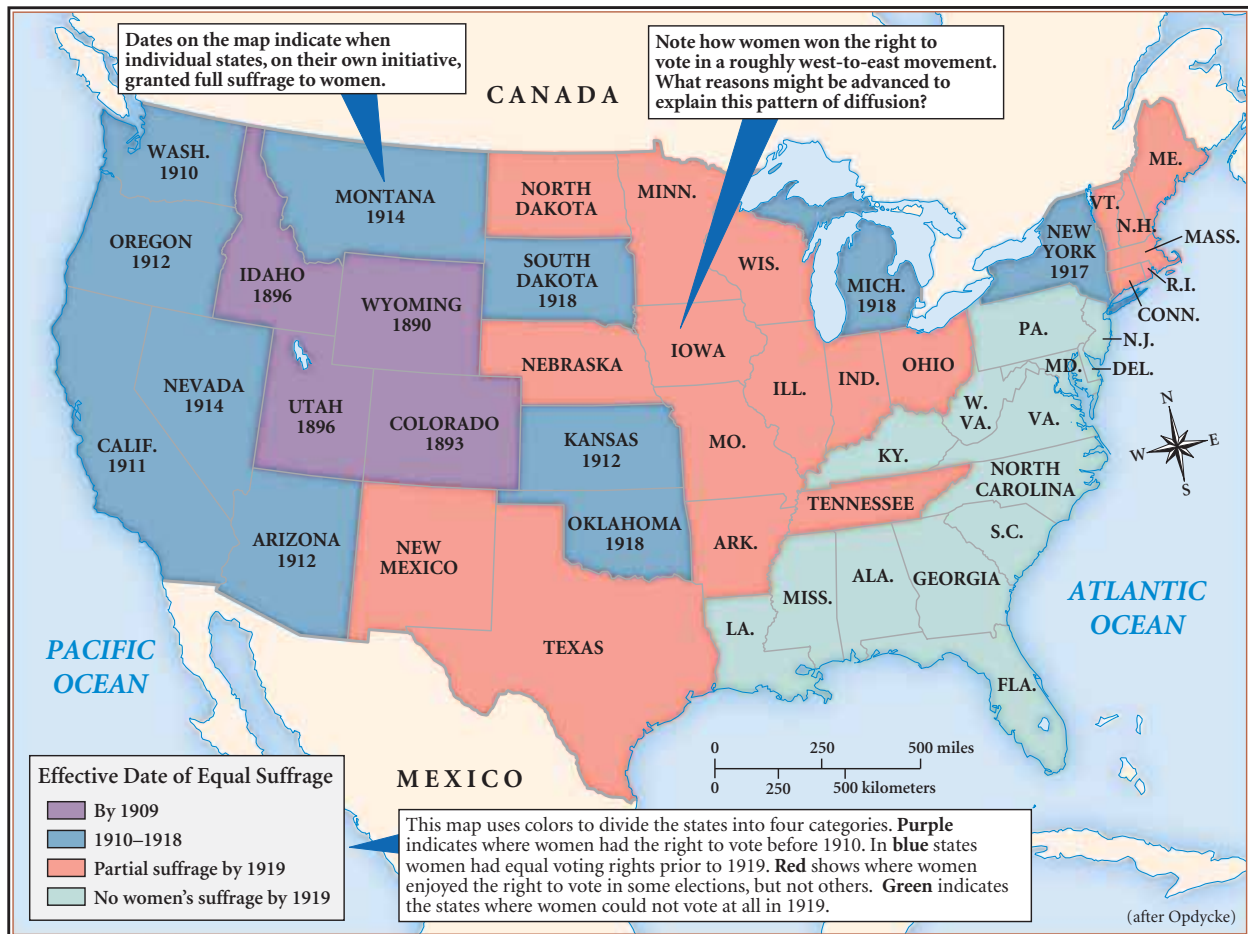 Dates on the map indicate when
individual states, on their own initiative,
granted full suffrage to women.
Note how women won the right to
vote in a roughly west-to-east movement.
What reasons might be advanced to
explain this pattern of diffusion?
CANADA
WASH.
1910
MONTANA
1914
NORTH
DAKOTA
MINN.
ME.
VT.
N.H.
MASS.
OREGON
1912
IDAHO
1896
WYOMING
1890
SOUTH
DAKOTA
1918
WIS.
MICH.
1918
NEW
YORK
1917
R.I.
CONN.
NEBRASKA
IOWA
PA.
N.J.
NEVADA
1914
UTAH
1896
COLORADO
1893
ILL.
IND.
OHIO
MD.
DEL.
CALIF.
1911
KANSAS
1912
MO.
W.
VA.
VA.
KY.
N
W
E
S
ARIZONA
1912
NEW
MEXICO
OKLAHOMA
1918
ARK.
TENNESSEE
NORTH
CAROLINA
S.C.
TEXAS
LA.
MISS.
ALA.
GEORGIA
FLA.
PACIFIC
OCEAN
ATLANTIC
OCEAN
MEXICO
0 250 500 miles
0 250 500 kilometers
Effective Date of Equal Suffrage
By 1909
1910–1918
Partial suffrage by 1919
No women's suffrage by 1919
This map uses colors to divide the states into four categories. Purple
indicates where women had the right to vote before 1910. In blue states
women had equal voting rights prior to 1919. Red shows where women
enjoyed the right to vote in some elections, but not others. Green indicates
the states where women could not vote at all in 1919.
(after Opdycke)